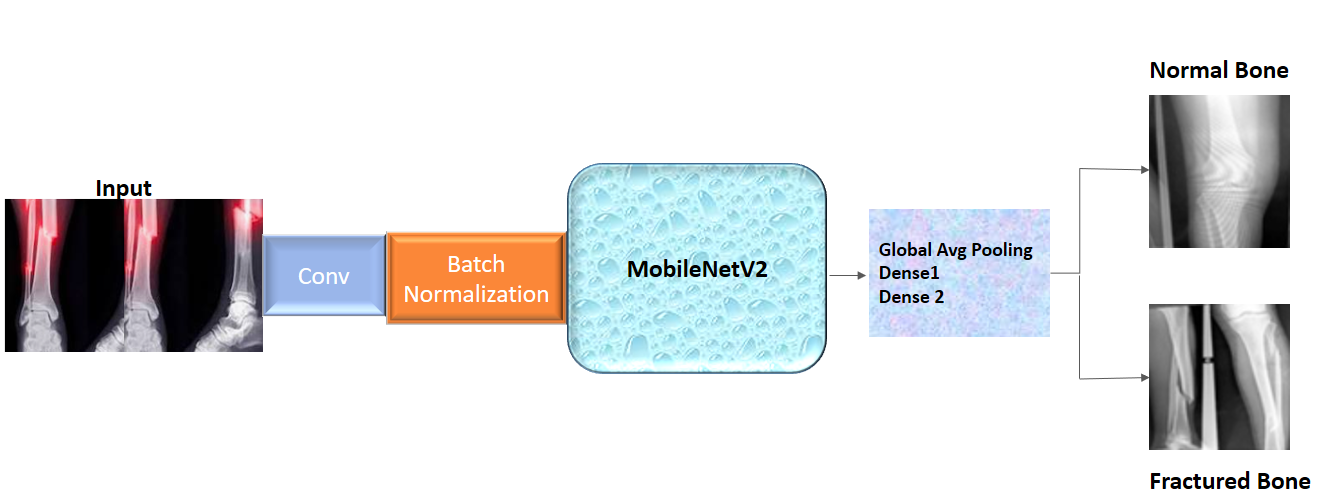 Input
Conv
Batch
Normalization
MobileNetV2
Global Avg Pooling
Dense1
Dense 2
Normal Bone
Fractured Bone